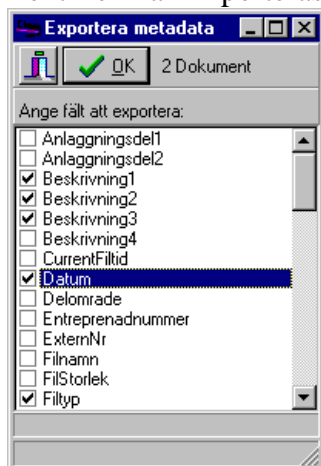 Exportera metadata
OK 2 Dokument
Ange fält att exportera:
Anlaggningsdel1
Anlaggningsdel2
Beskrivning1
Beskrivning2
Beskrivning3
Beskrivning4
CurrentFiltid
Datum
Delomrade
Entreprenadnummer
ExternNr
Filnamn
FilStorlek
Filtyp